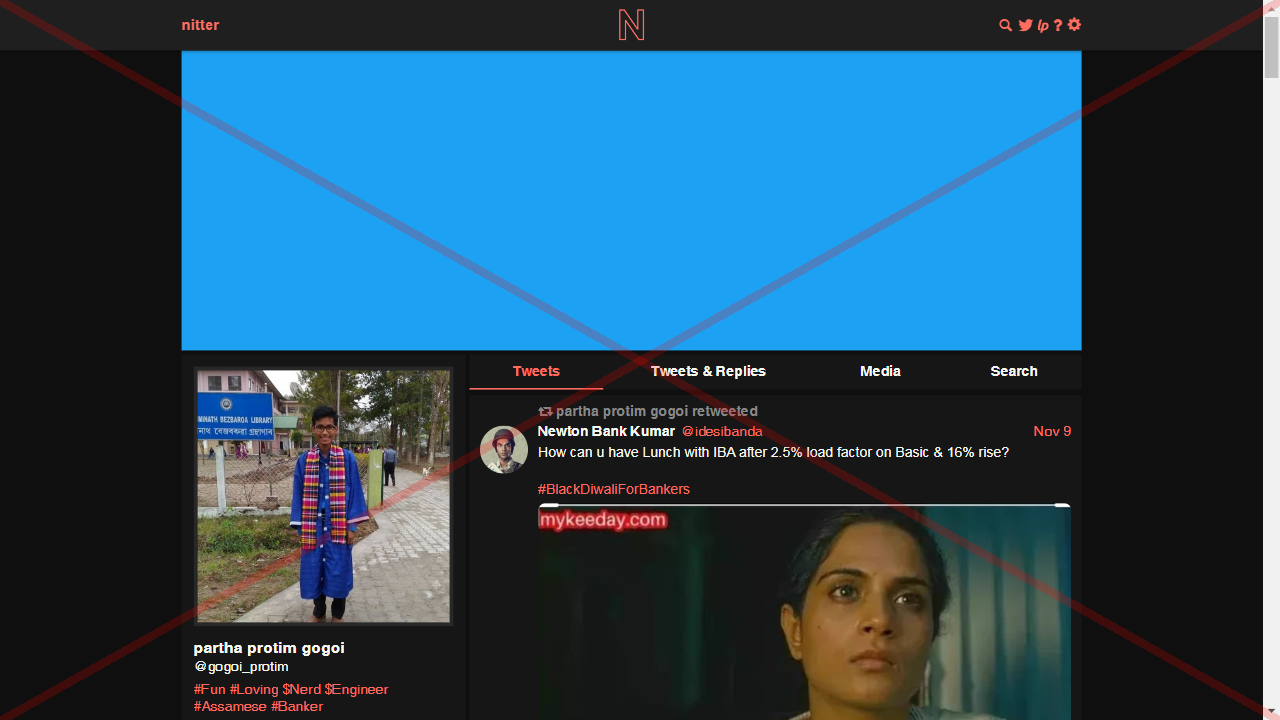 nitter
N
lp ?
Tweets
Tweets & Replies
Media
Search
partha protim gogoi retweeted
Newton Bank Kumar @idesibanda
Nov 9
How can u have Lunch with IBA after 2.5% load factor on Basic & 16% rise?
#BlackDiwaliForBankers
mykeeday.com
BEZBAROA LIBRARY
partha protim gogoi
@gogoi_protim
#Fun #Loving $Nerd $Engineer
#Assamese #Banker